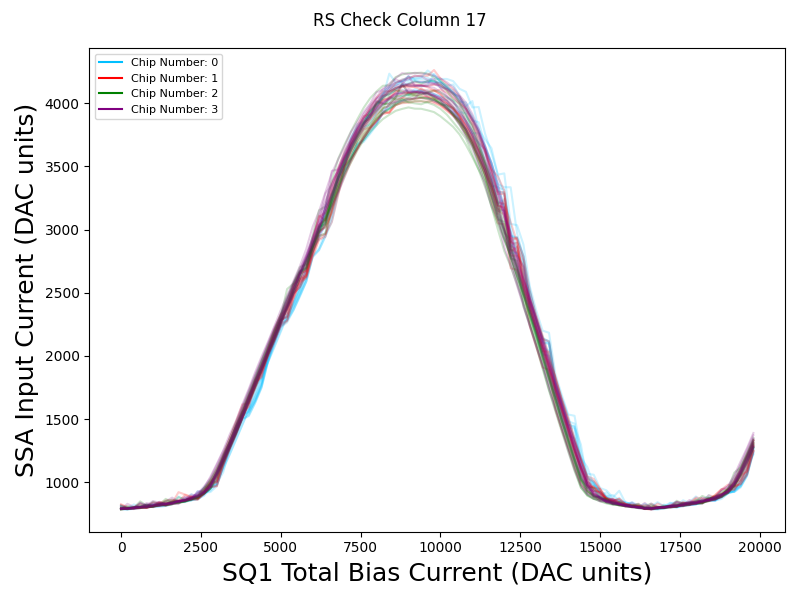 RS Check Column 17
Chip Number: 0
Chip Number: 1
Chip Number: 2
Chip Number: 3
SSA Input Current (DAC units)
4000
3500
3000
2500
2000
1500
1000
0 2500 5000 7500 10000 12500 15000 17500 20000
SQ1 Total Bias Current (DAC units)